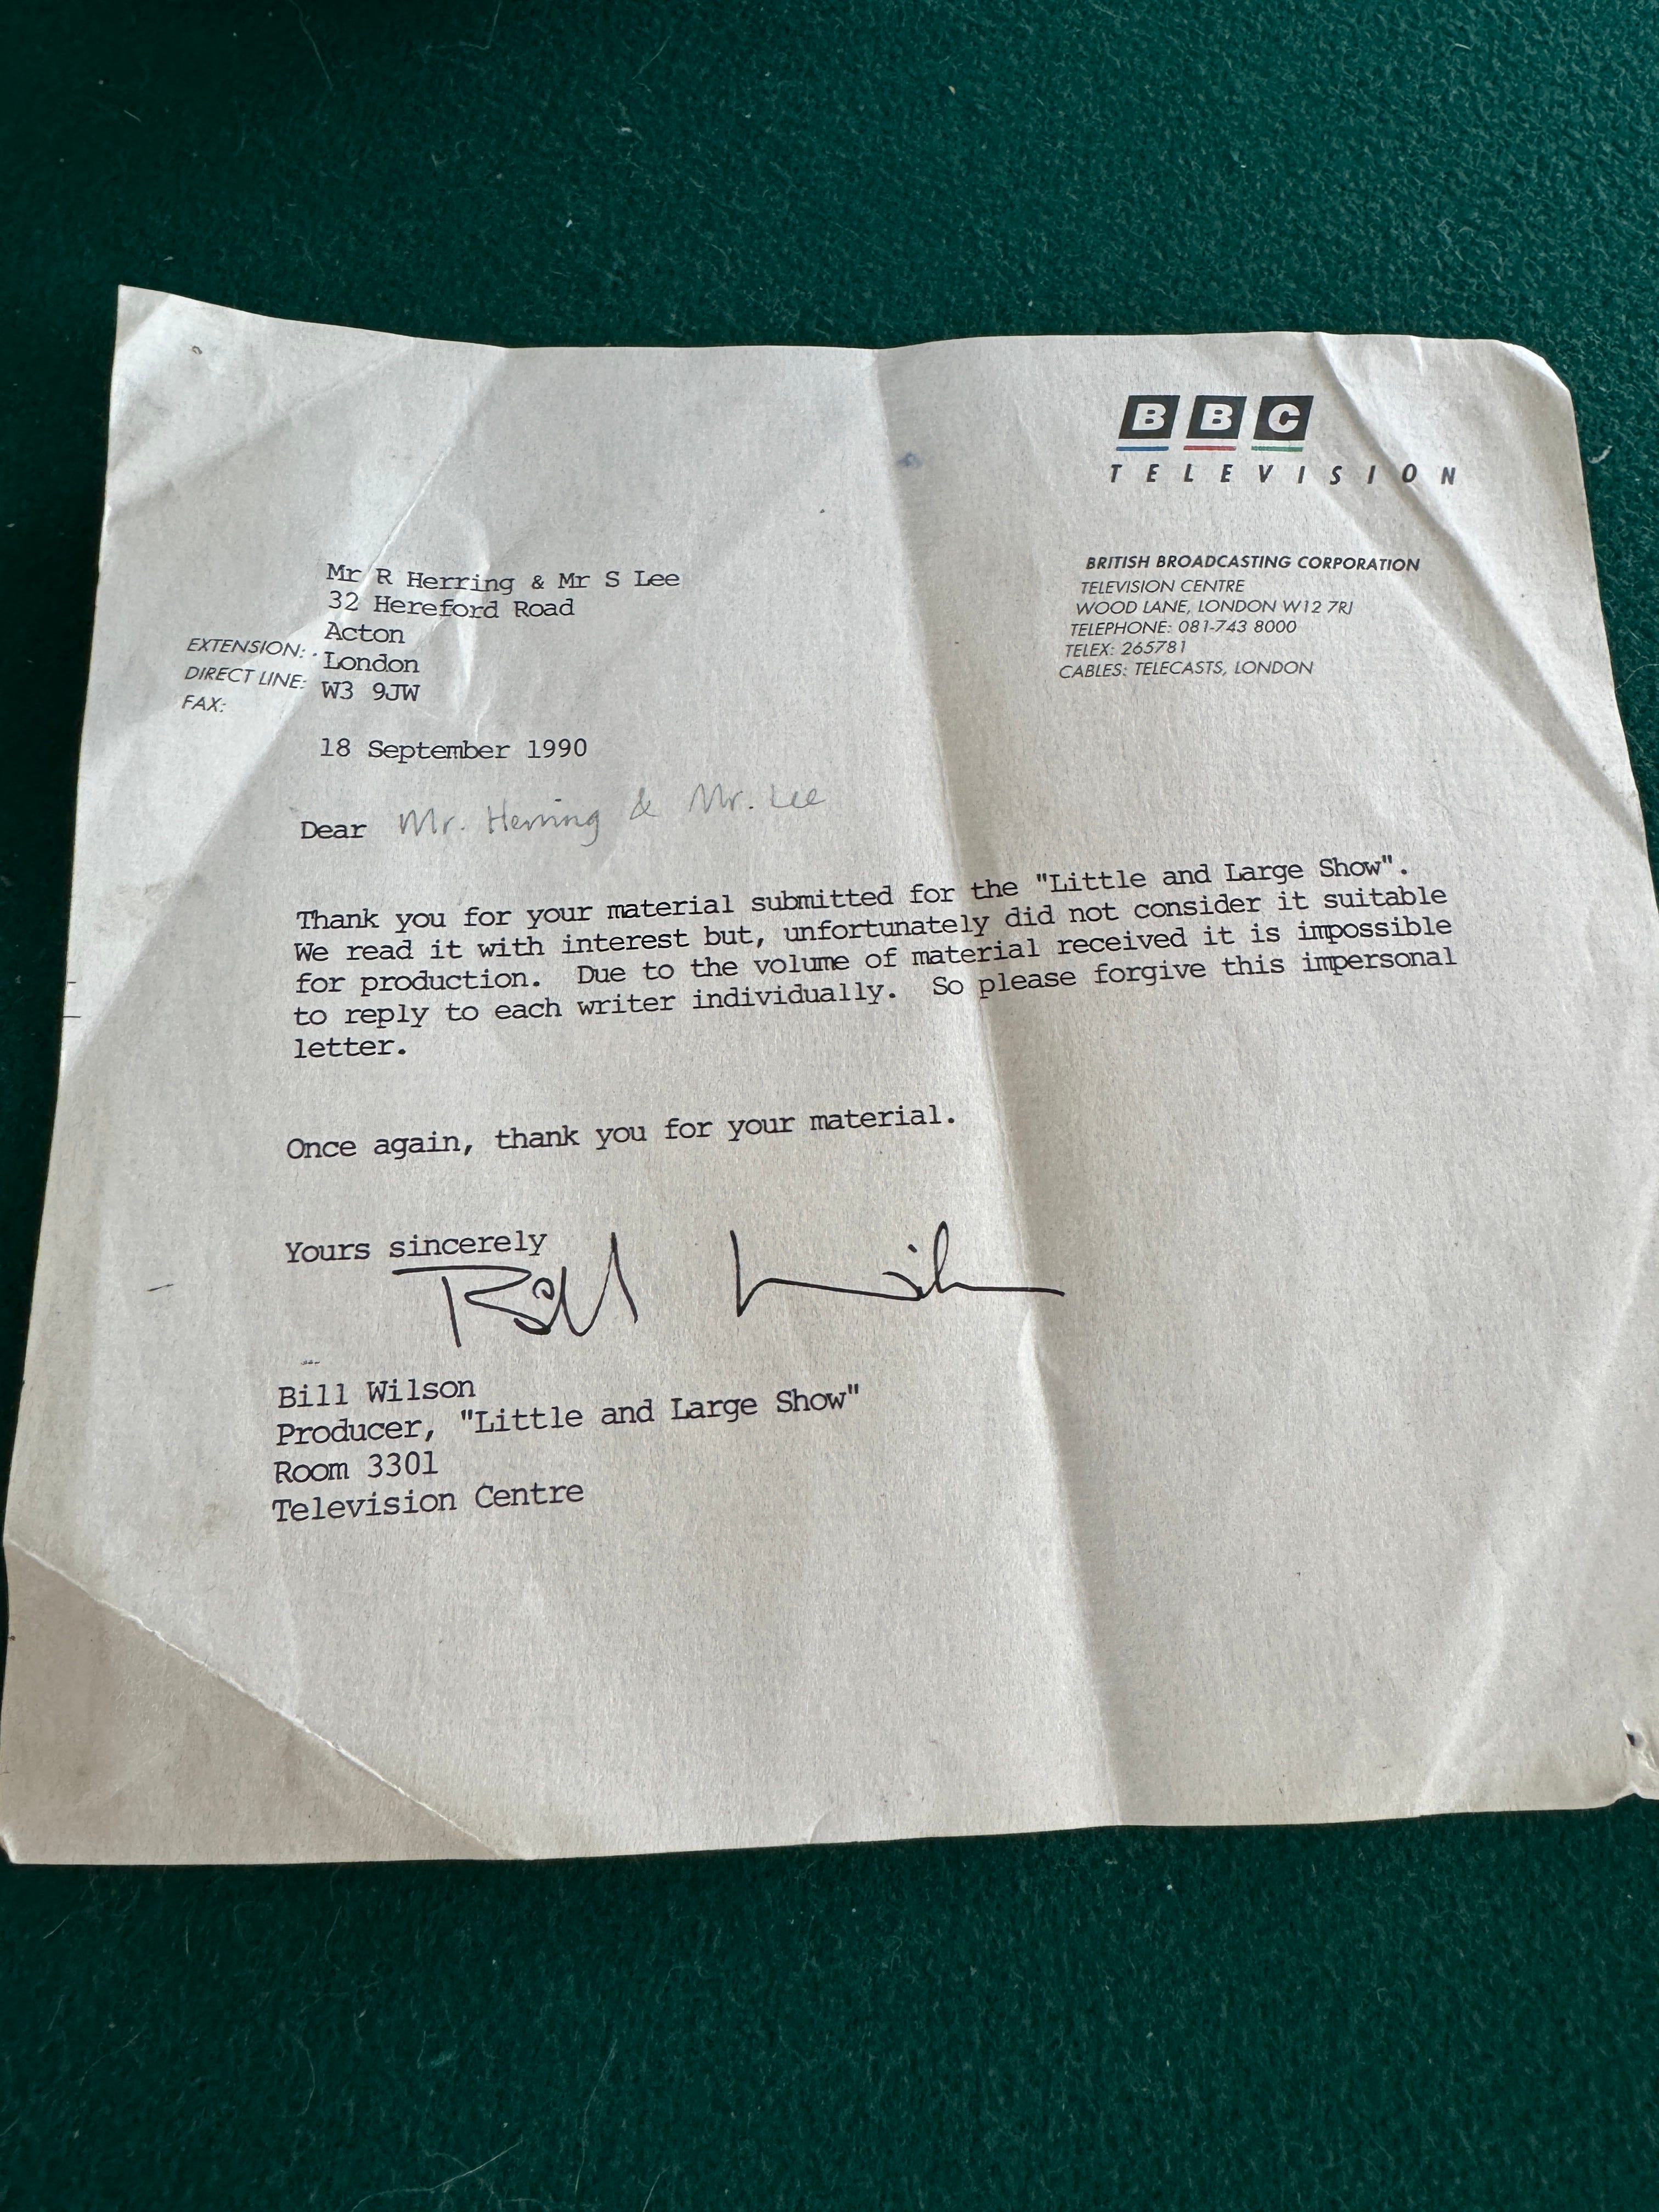 BBC
TELEVISION
BRITISH BROADCASTING CORPORATION
TELEVISION CENTRE
WOOD LANE, LONDON W12 7RJ
TELEPHONE: 081-743 8000
TELEX: 265781
CABLES: TELECASTS, LONDON
Mr R Herring & Mr S Lee
32 Hereford Road
Acton
EXTENSION: London
DIRECT LINE: W3 9JW
FAX:
18 September 1990
Dear Mr. Herring & Mr. Lee
Thank you for your material submitted for the "Little and Large Show".
We read it with interest but, unfortunately did not consider it suitable
for production. Due to the volume of material received it is impossible
to reply to each writer individually. So please forgive this impersonal
letter.
Once again, thank you for your material.
Yours sincerely
Bill Wilson
Bill Wilson
Producer, "Little and Large Show"
Room 3301
Television Centre